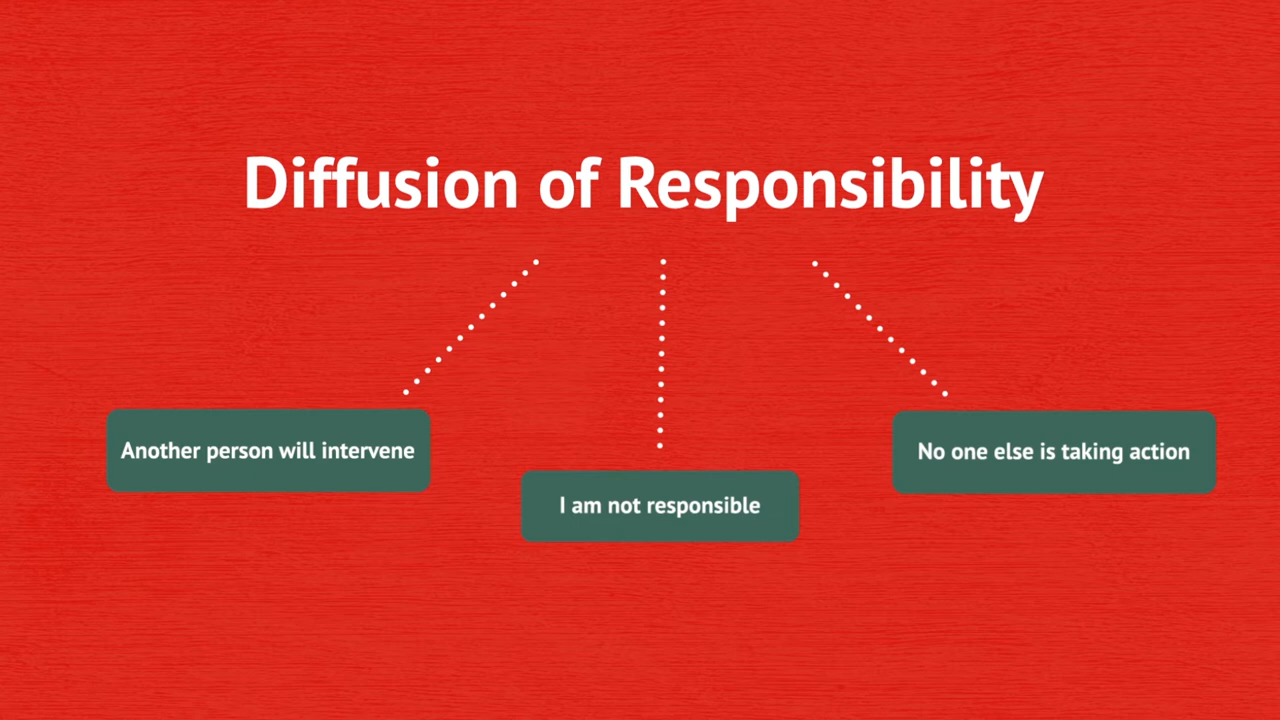 Diffusion of Responsibility
Another person will intervene
I am not responsible
No one else is taking action